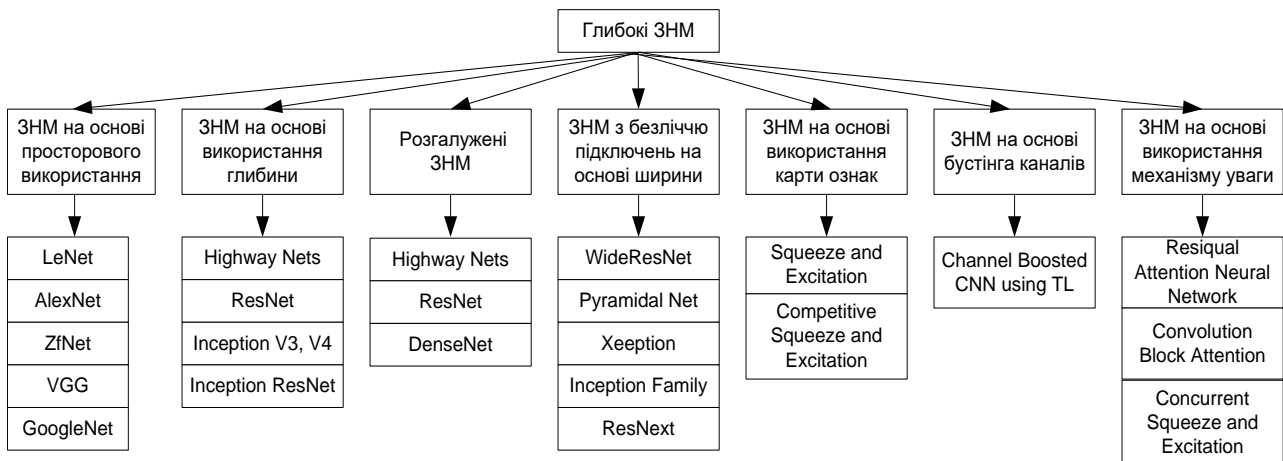 Глибокі ЗНМ
ЗНМ на основі
просторового
використання
ЗНМ на основі
використання
глибини
Розгалужені
ЗНМ
ЗНМ з безліччю
підключень на
основі ширини
ЗНМ на основі
використання
карти ознак
ЗНМ на основі
бустінга каналів
ЗНМ на основі
використання
механізму уваги
LeNet
AlexNet
ZfNet
VGG
GoogleNet
Highway Nets
ResNet
Inception V3, V4
Inception ResNet
Highway Nets
ResNet
DenseNet
WideResNet
Pyramidal Net
Xeeption
Inception Family
ResNext
Squeeze and
Excitation
Competitive
Squeeze and
Excitation
Channel Boosted
CNN using TL
Resiqual
Attention Neural
Network
Convolution
Block Attention
Concurrent
Squeeze and
Excitation